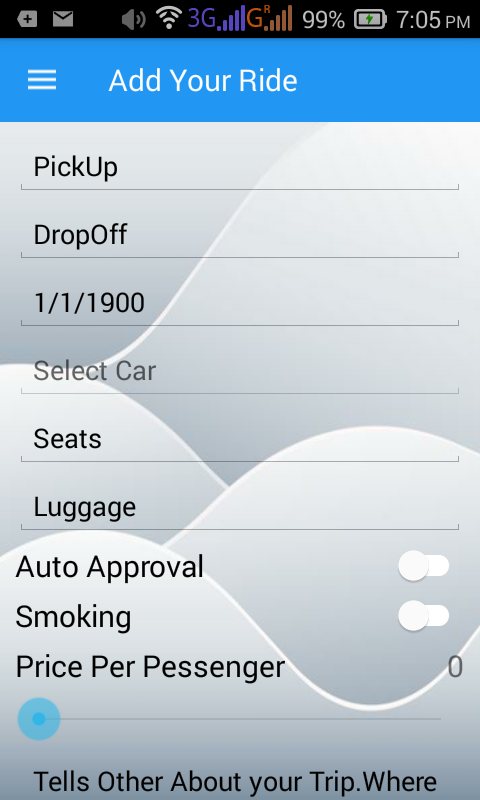 3G G R 99% 7:05 PM
Add Your Ride
PickUp
DropOff
1/1/1900
Select Car
Seats
Luggage
Auto Approval
Smoking
Price Per Pessenger 0
Tells Other About your Trip.Where